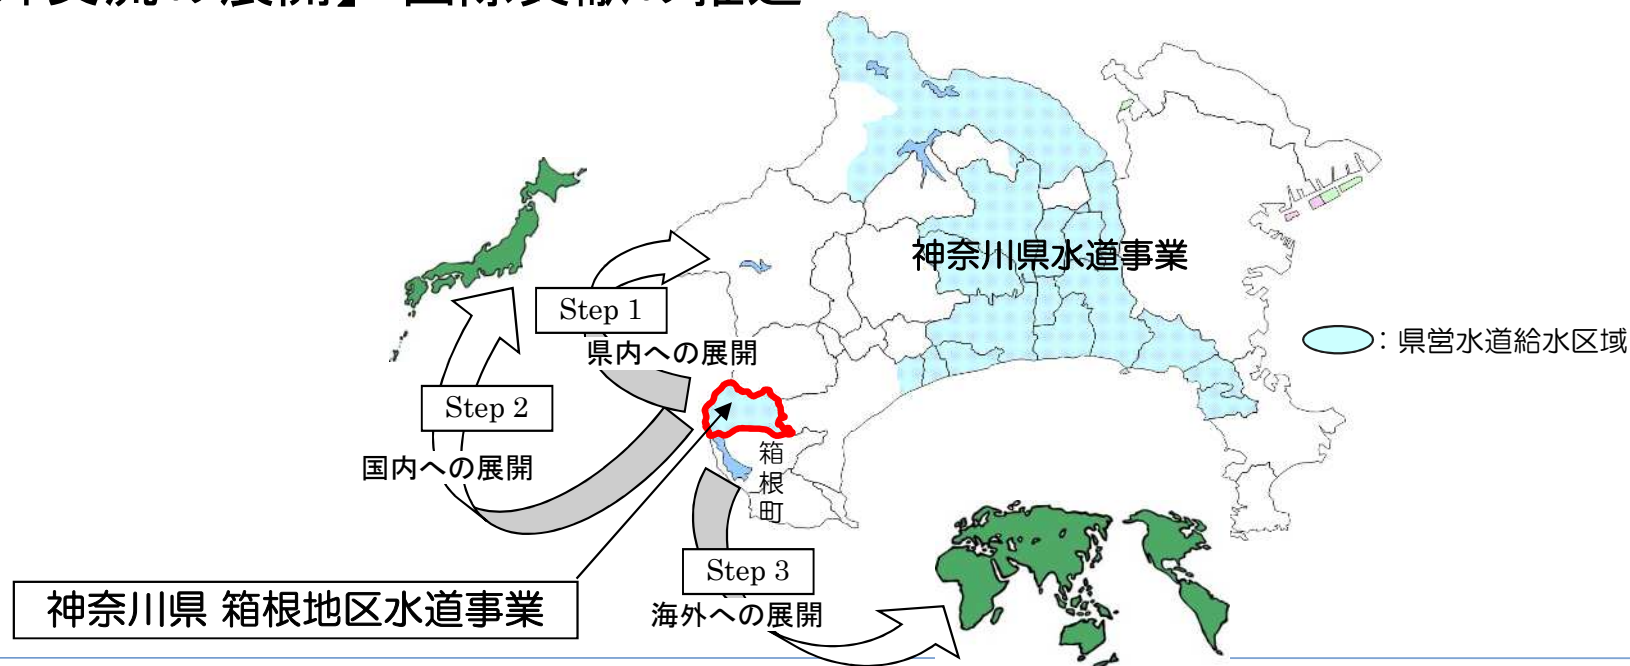 神奈川県水道事業
Step 1
県内への展開
：県営水道給水区域
Step 2
国内への展開
箱根町
Step 3
海外への展開
神奈川県 箱根地区水道事業